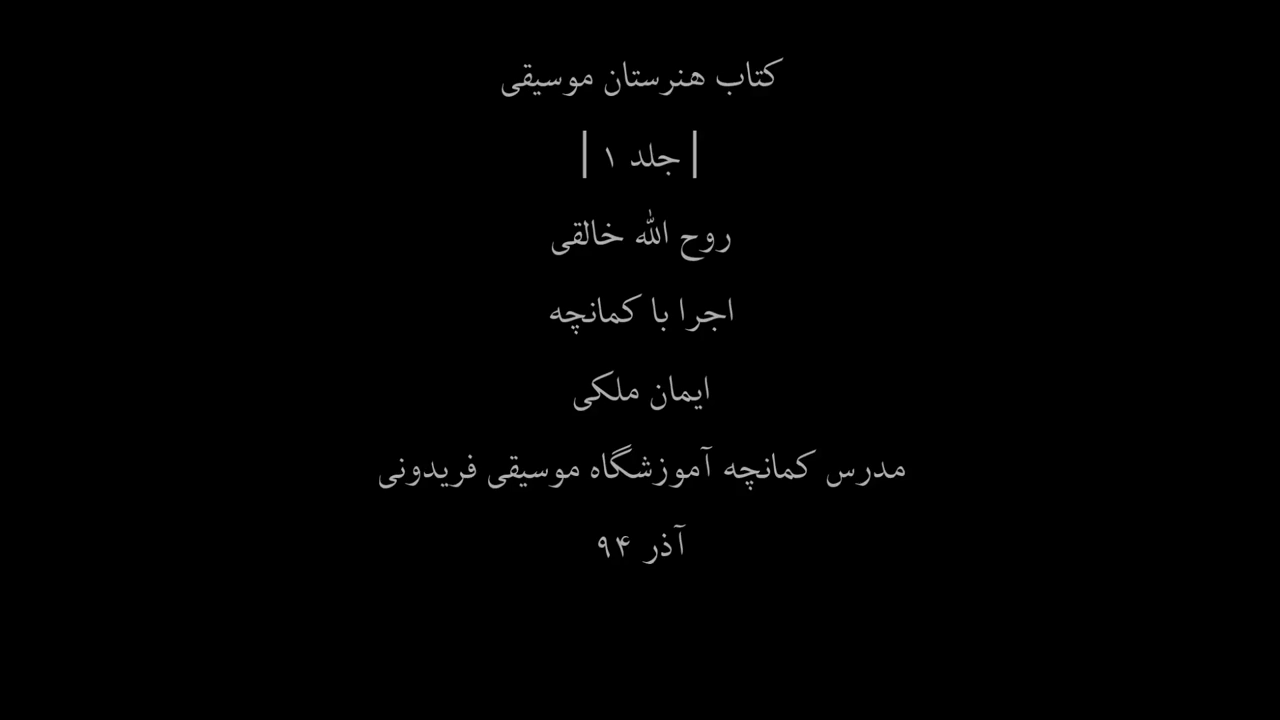 کتاب هنرستان موسیقی
| جلد ۱ |
روح الله خالقی
اجرا با کمانچه
ایمان ملکی
مدرس کمانچه آموزشگاه موسیقی فریدونی
آذر ۹۴